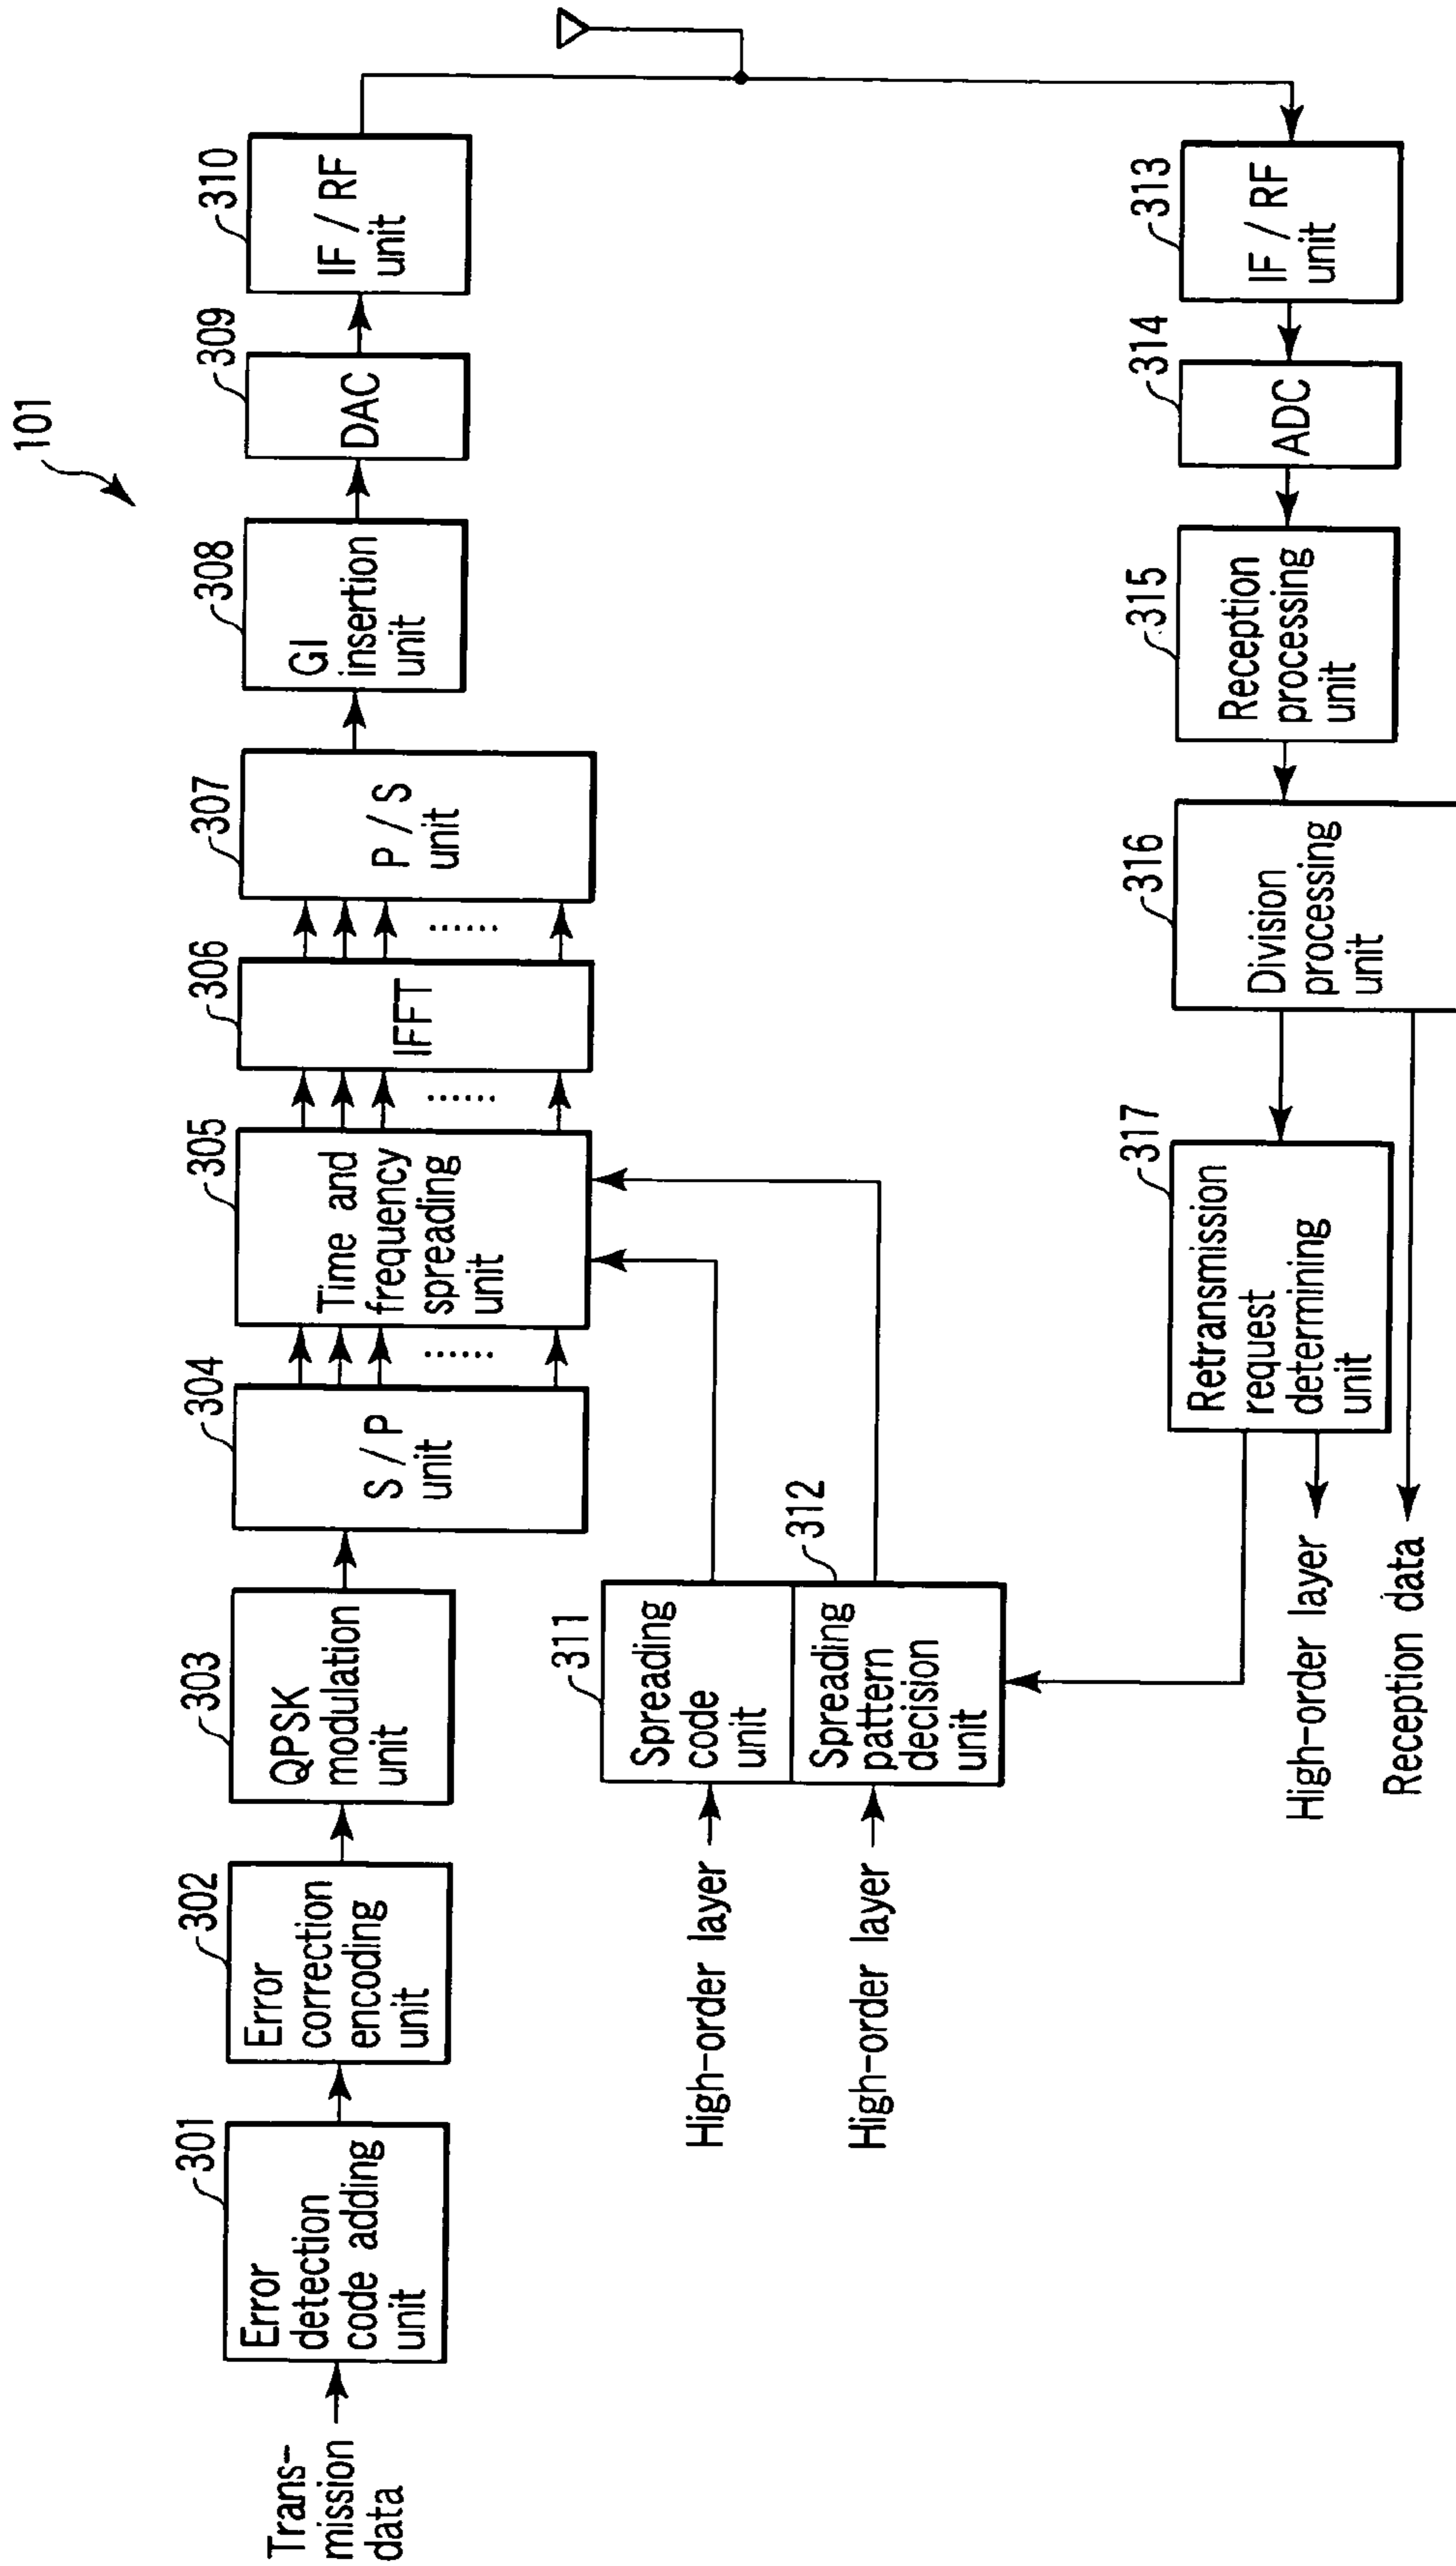 101
301
302
303
304
305
306
307
308
309
310
Trans-
mission
data
Error
detection
code adding
unit
Error
correction
encoding
unit
QPSK
modulation
unit
S / P
unit
Time and
frequency
spreading
unit
IFFT
P / S
unit
GI
insertion
unit
DAC
IF / RF
unit
311
Spreading
code
unit
312
Spreading
pattern
decision
unit
High-order layer
High-order layer
317
316
315
314
313
Retransmission
request
determining
unit
Division
processing
unit
Reception
processing
unit
ADC
IF / RF
unit
High-order layer
Reception data